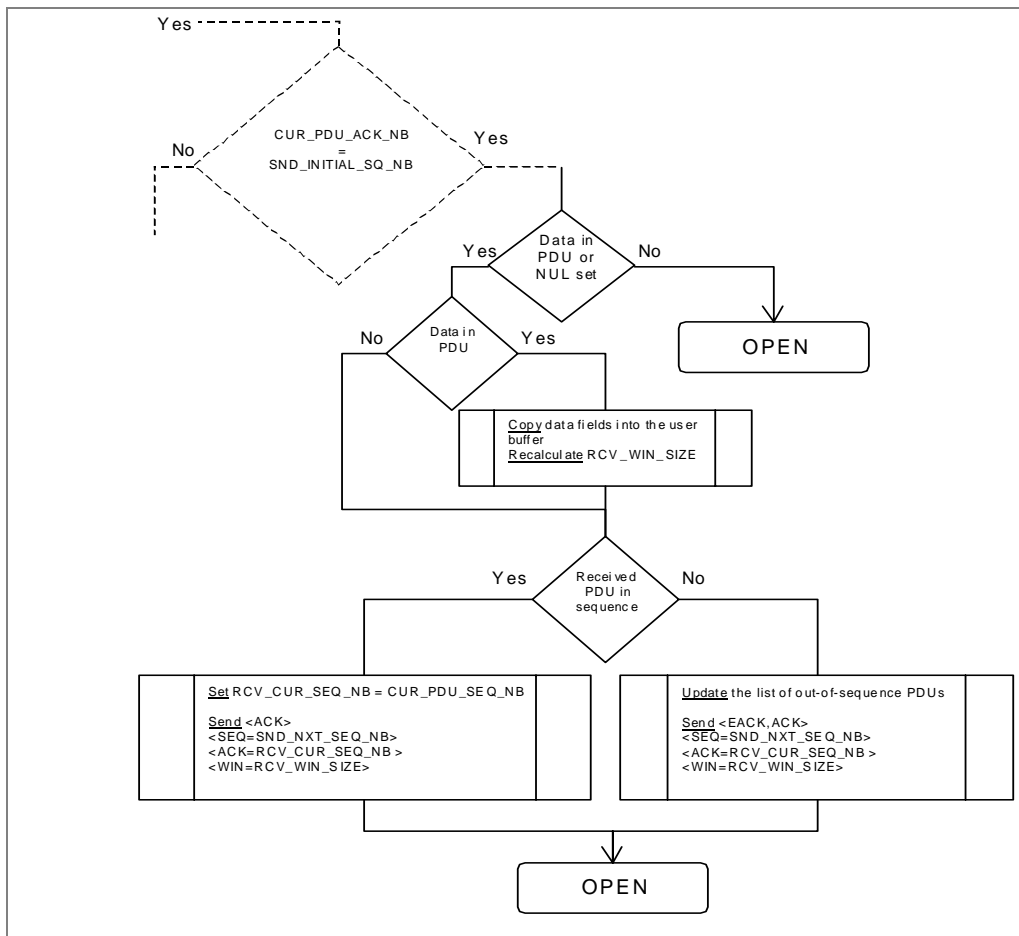 Yes
CUR_PDU_ACK_NB
=
SND_INITIAL_SQ_NB
No
Yes
Data in
PDU or
NUL set
Yes
No
OPEN
Data in
PDU
No
Yes
Copy data fields into the user
buffer
Recalculate RCV_WIN_SIZE
Received
PDU in
sequence
Yes
No
Set RCV_CUR_SEQ_NB = CUR_PDU_SEQ_NB
Send <ACK>
<SEQ=SND_NXT_SEQ_NB>
<ACK=RCV_CUR_SEQ_NB >
<WIN=RCV_WIN_SIZE>
Update the list of out-of-sequence PDUs
Send <EACK,ACK>
<SEQ=SND_NXT_SEQ_NB>
<ACK=RCV_CUR_SEQ_NB >
<WIN=RCV_WIN_SIZE>
OPEN